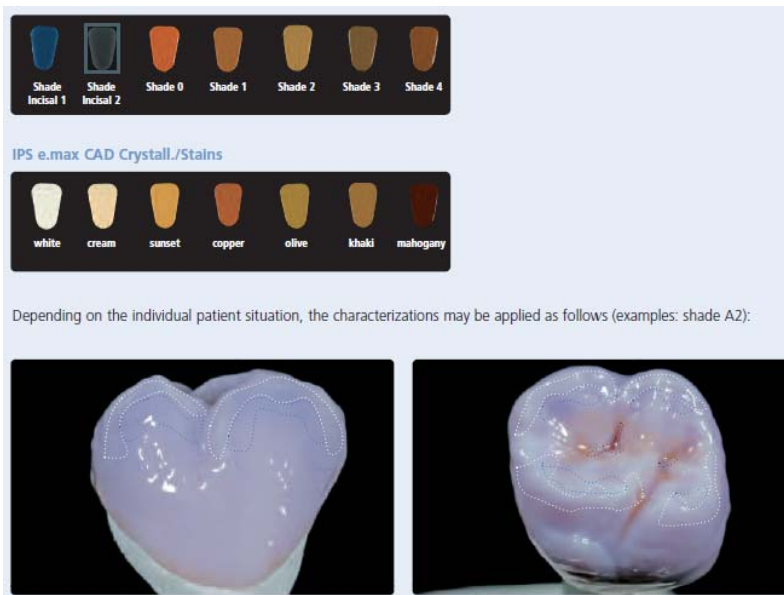 Shade Incisal 1
Shade Incisal 2
Shade 0
Shade 1
Shade 2
Shade 3
Shade 4
IPS e.max CAD Crystall./Stains
white
cream
sunset
copper
olive
khaki
mahogany
Depending on the individual patient situation, the characterizations may be applied as follows (examples: shade A2):